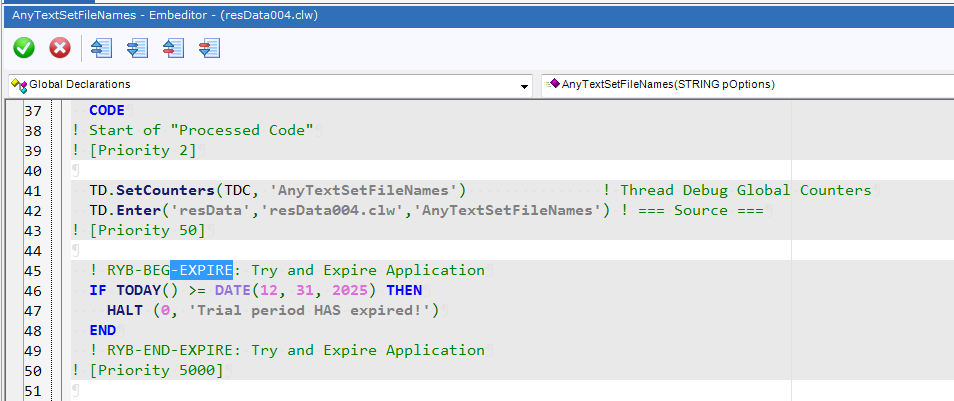 AnyTextSetFileNames - Embeditor - (resData004.clw)
Global Declarations AnyTextSetFileNames(STRING pOptions)
37 CODE
38 ! Start of "Processed Code"
39 ! [Priority 2]
40
41 TD.SetCounters(TDC, 'AnyTextSetFileNames') ! Thread Debug Global Counters
42 TD.Enter('resData','resData004.clw','AnyTextSetFileNames') ! === Source ===
43 ! [Priority 50]
44
45 ! RYB-BEG-EXPIRE: Try and Expire Application
46 IF TODAY() >= DATE(12, 31, 2025) THEN
47 HALT (0, 'Trial period HAS expired!')
48 END
49 ! RYB-END-EXPIRE: Try and Expire Application
50 ! [Priority 5000]
51